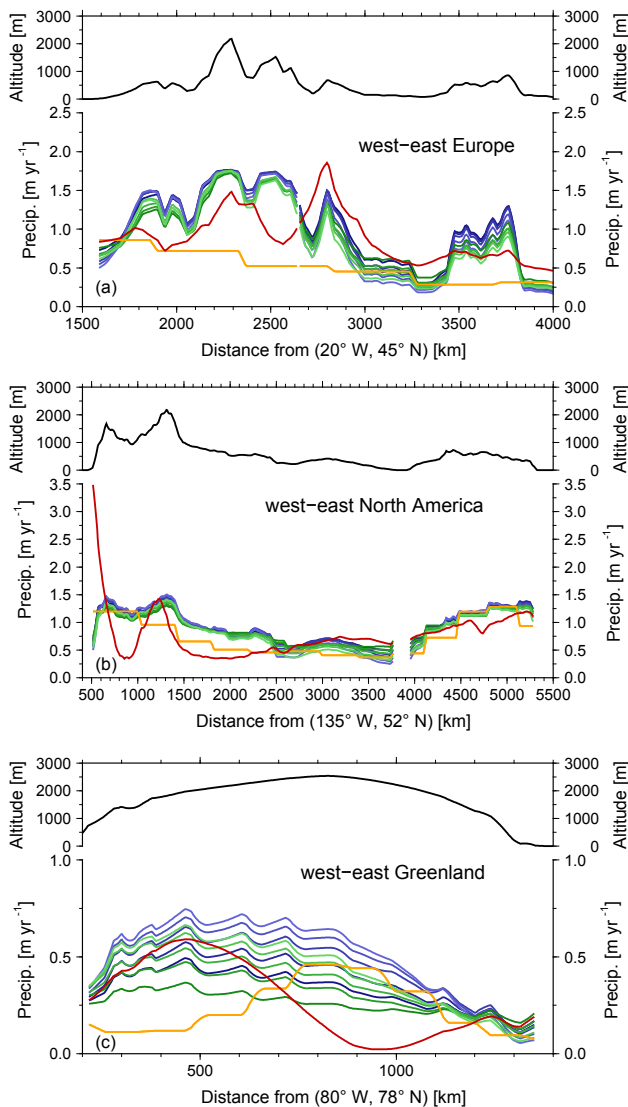 3000 3000
2000 2000
1000 1000
0 0
Altitude [m] Altitude [m]
2.5 2.5
2.0 2.0
1.5 1.5
1.0 1.0
0.5 0.5
0.0 0.0
Precip. [m yr -1] Precip. [m yr -1]
west−east Europe
(a)
1500 2000 2500 3000 3500 4000
Distance from (20° W, 45° N) [km]
3000 3000
2000 2000
1000 1000
0 0
Altitude [m] Altitude [m]
3.5 3.5
3.0 3.0
2.5 2.5
2.0 2.0
1.5 1.5
1.0 1.0
0.5 0.5
0.0 0.0
Precip. [m yr -1] Precip. [m yr -1]
west−east North America
(b)
500 1000 1500 2000 2500 3000 3500 4000 4500 5000 5500
Distance from (135° W, 52° N) [km]
3000 3000
2000 2000
1000 1000
0 0
Altitude [m] Altitude [m]
1.0 1.0
0.5 0.5
0.0 0.0
Precip. [m yr -1] Precip. [m yr -1]
west−east Greenland
(c)
500 1000
Distance from (80° W, 78° N) [km]